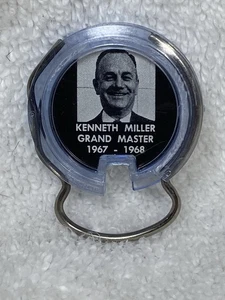 KENNETH MILLER
GRAND MASTER
1967 - 1968